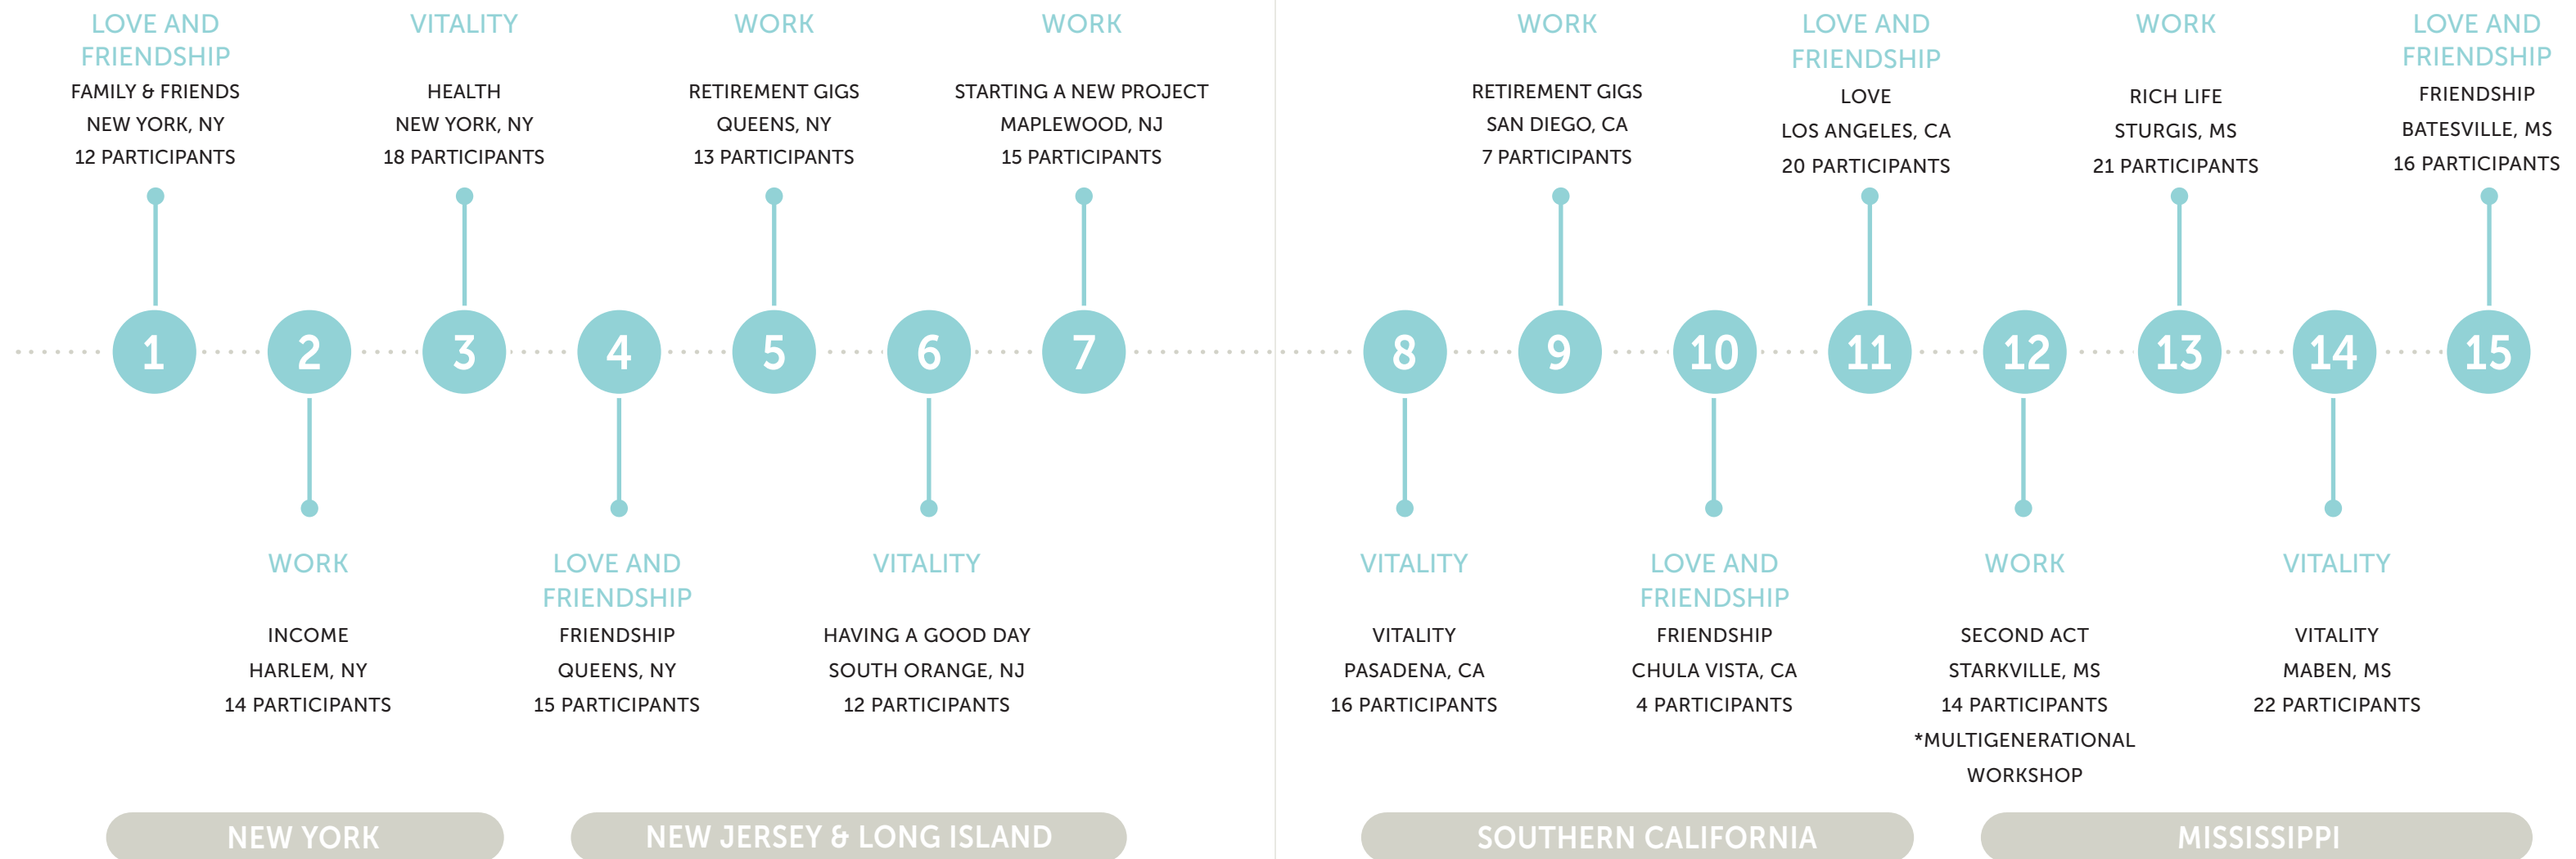 LOVE AND
FRIENDSHIP
FAMILY & FRIENDS
NEW YORK, NY
12 PARTICIPANTS
VITALITY
HEALTH
NEW YORK, NY
18 PARTICIPANTS
WORK
RETIREMENT GIGS
QUEENS, NY
13 PARTICIPANTS
WORK
STARTING A NEW PROJECT
MAPLEWOOD, NJ
15 PARTICIPANTS
WORK
RETIREMENT GIGS
SAN DIEGO, CA
7 PARTICIPANTS
LOVE AND
FRIENDSHIP
LOVE
LOS ANGELES, CA
20 PARTICIPANTS
WORK
RICH LIFE
STURGIS, MS
21 PARTICIPANTS
LOVE AND
FRIENDSHIP
FRIENDSHIP
BATESVILLE, MS
16 PARTICIPANTS
1
2
3
4
5
6
7
8
9
10
11
12
13
14
15
WORK
INCOME
HARLEM, NY
14 PARTICIPANTS
LOVE AND
FRIENDSHIP
FRIENDSHIP
QUEENS, NY
15 PARTICIPANTS
VITALITY
HAVING A GOOD DAY
SOUTH ORANGE, NJ
12 PARTICIPANTS
VITALITY
VITALITY
PASADENA, CA
16 PARTICIPANTS
LOVE AND
FRIENDSHIP
FRIENDSHIP
CHULA VISTA, CA
4 PARTICIPANTS
WORK
SECOND ACT
STARKVILLE, MS
14 PARTICIPANTS
*MULTIGENERATIONAL
WORKSHOP
VITALITY
VITALITY
MABEN, MS
22 PARTICIPANTS
NEW YORK
NEW JERSEY & LONG ISLAND
SOUTHERN CALIFORNIA
MISSISSIPPI